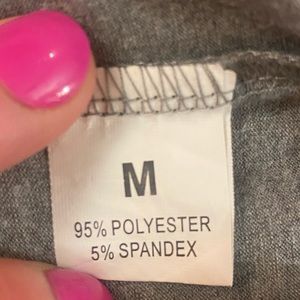 M
95% POLYESTER
5% SPANDEX